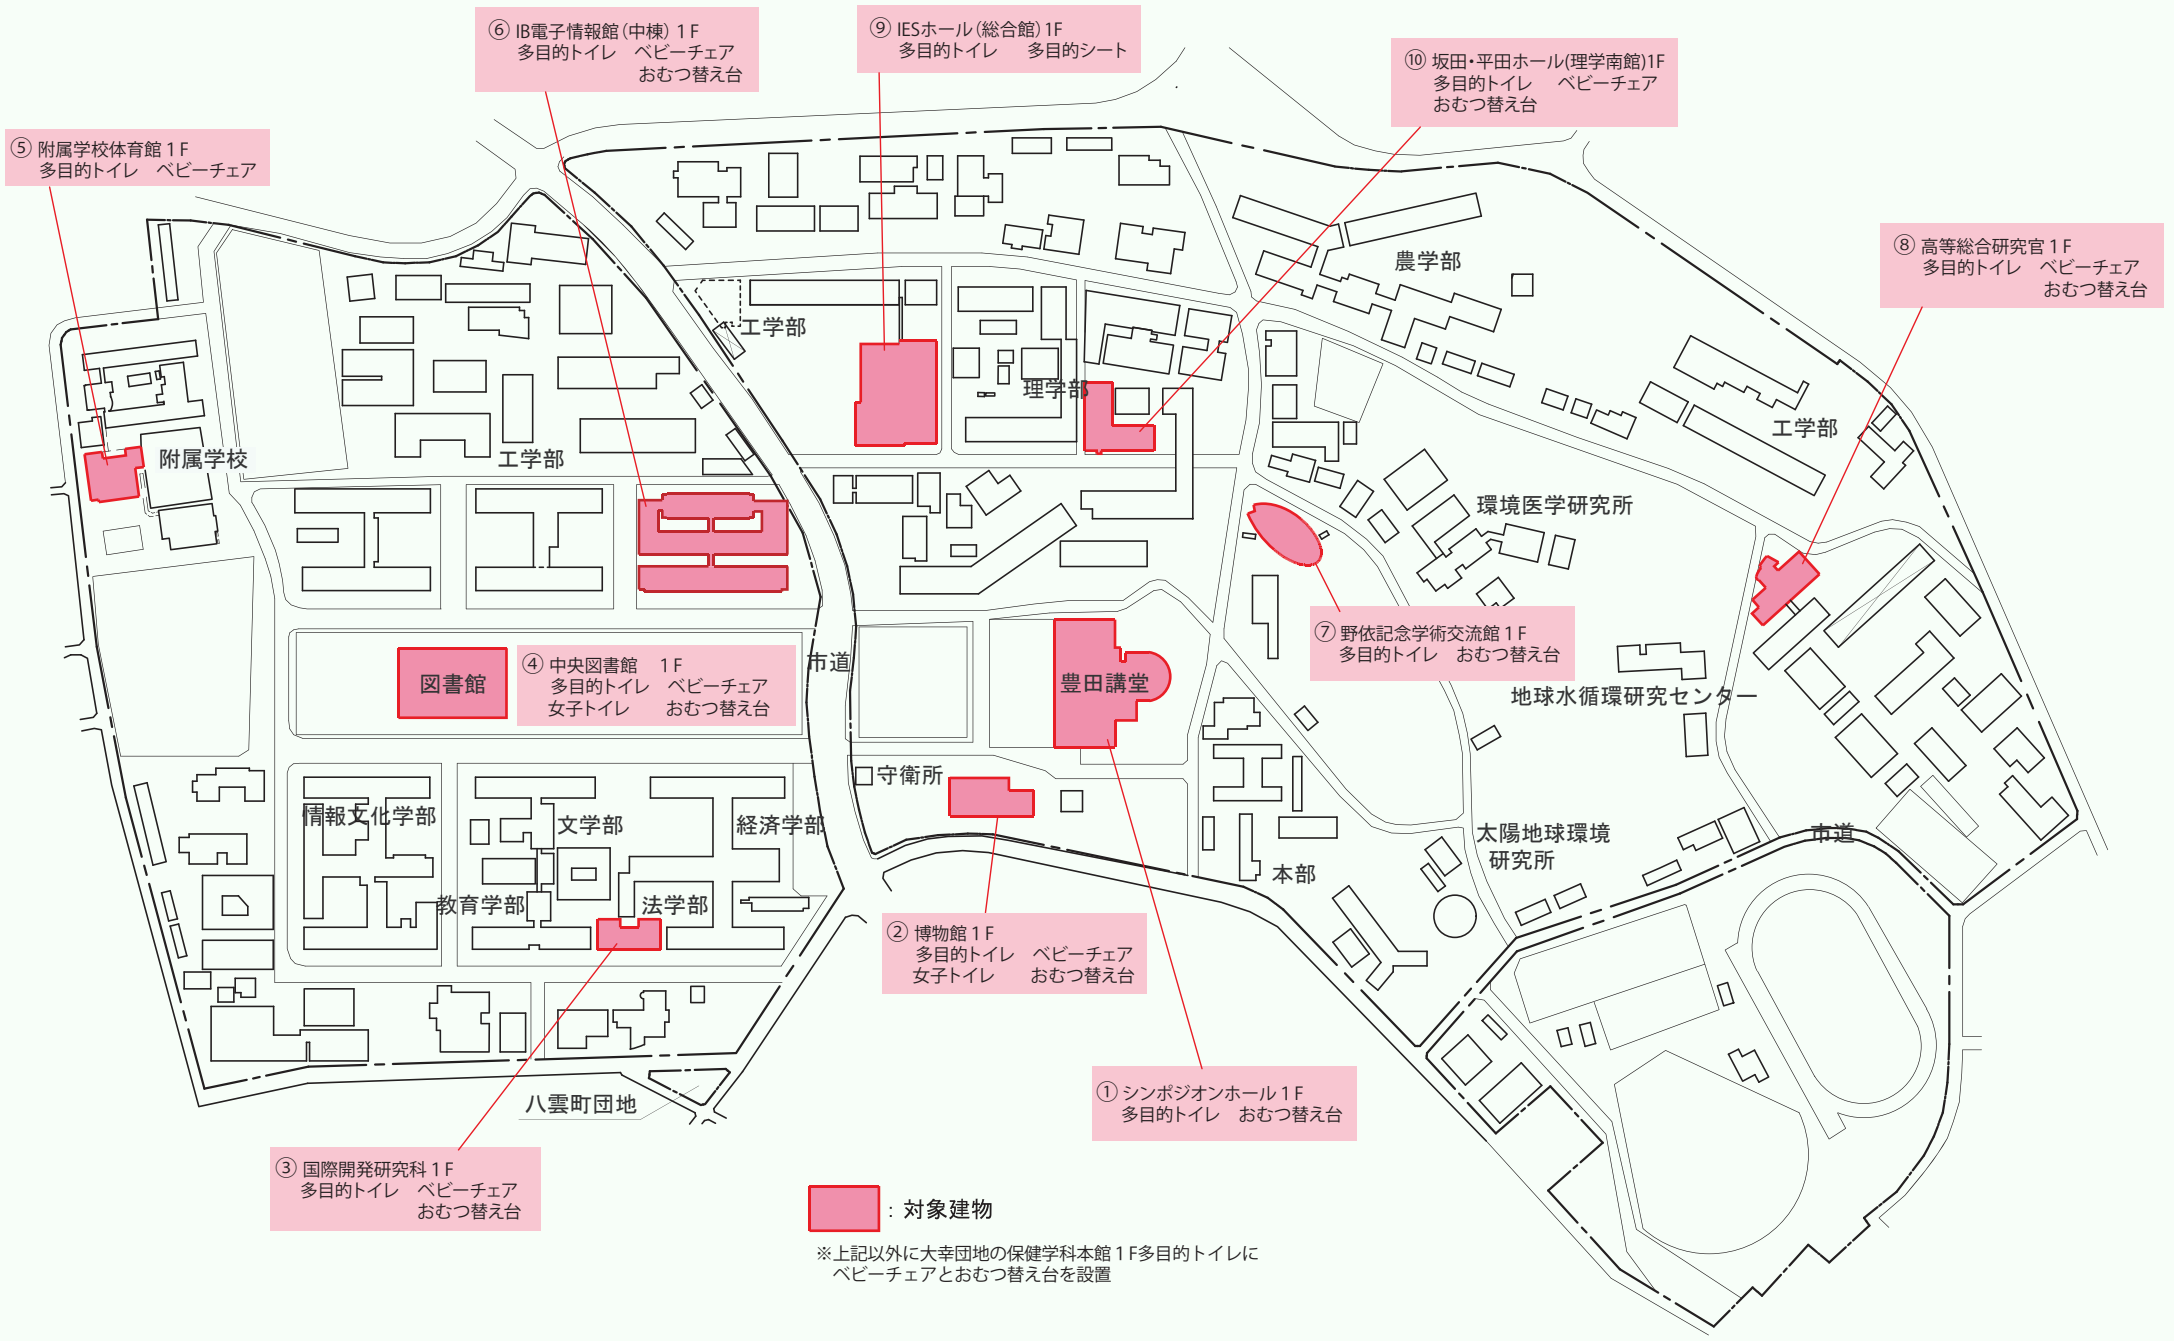 ⑥ IB電子情報館（中棟）１F
多目的トイレ　ベビーチェア
おむつ替え台
⑨ IESホール（総合館）1F
多目的トイレ　多目的シート
⑩ 坂田・平田ホール(理学南館)1F
多目的トイレ　ベビーチェア
おむつ替え台
⑤ 附属学校体育館１F
多目的トイレ　ベビーチェア
⑧ 高等総合研究官１F
多目的トイレ　ベビーチェア
おむつ替え台
農学部
工学部
理学部
工学部
附属学校
工学部
環境医学研究所
⑦ 野依記念学術交流館１F
多目的トイレ　おむつ替え台
図書館
④ 中央図書館　１F
多目的トイレ　ベビーチェア
女子トイレ　おむつ替え台
市道
豊田講堂
地球水循環研究センター
守衛所
情報文化学部
文学部
経済学部
太陽地球環境
研究所
市道
本部
教育学部
法学部
② 博物館１F
多目的トイレ　ベビーチェア
女子トイレ　おむつ替え台
① シンポジオンホール１F
多目的トイレ　おむつ替え台
八雲町団地
③ 国際開発研究科１F
多目的トイレ　ベビーチェア
おむつ替え台
：対象建物
※上記以外に大幸団地の保健学科本館１F多目的トイレに
ベビーチェアとおむつ替え台を設置